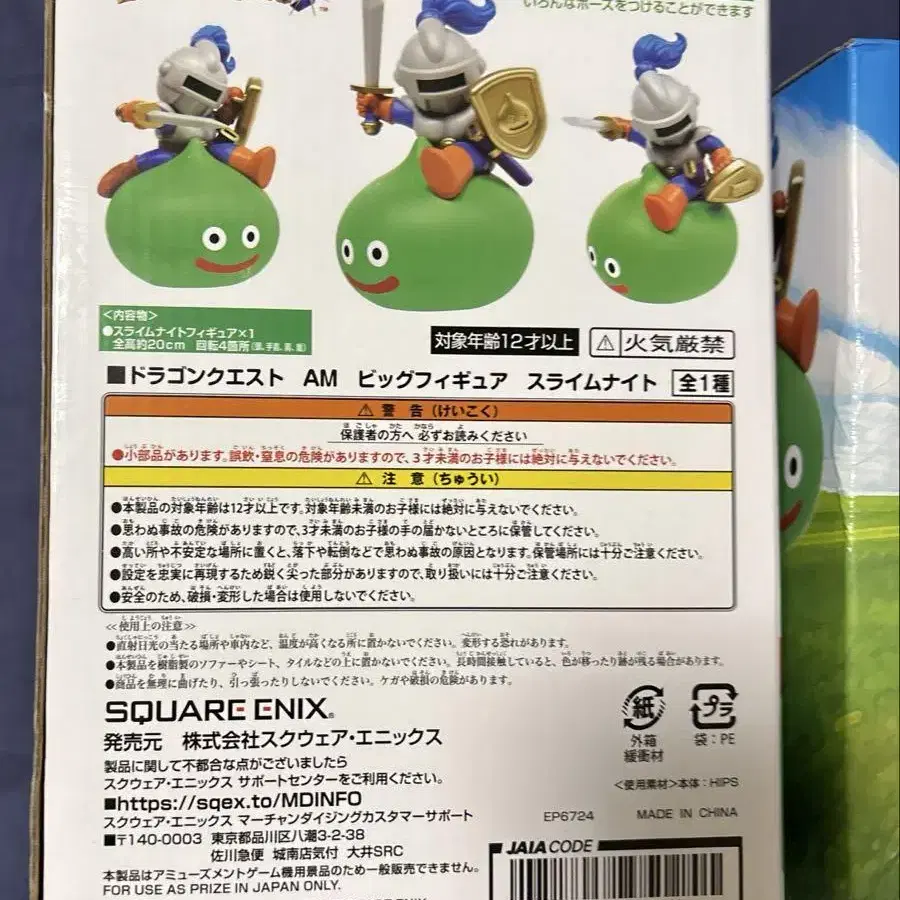 いろんなポーズをつけることができます
<内容物>
●スライムナイトフィギュア×1
全高約20cm 回転4箇所(頭、手首、肩、盾)
対象年齢12才以上
⚠火気厳禁
■ドラゴンクエスト AM ビッグフィギュア スライムナイト 全1種
⚠警告(けいこく)
保護者の方へ 必ずお読みください
●小部品があります。誤飲・窒息の危険がありますので、3才未満のお子様には絶対に与えないでください。
⚠注意(ちゅうい)
●本製品の対象年齢は12才以上です。対象年齢未満のお子様には絶対に与えないでください。
●思わぬ事故の危険がありますので、3才未満のお子様の手の届かないところに保管してください。
●高い所や不安定な場所に置くと、落下や転倒などで思わぬ事故の原因となります。保管場所には十分ご注意ください。
●設定を忠実に再現するため鋭く尖った部分がありますので、取り扱いには十分ご注意ください。
●安全のため、破損・変形した場合は使用しないでください。
≪使用上の注意≫
●直射日光の当たる場所や車内など、温度が高くなる所に置かないでください。変形する恐れがあります。
●本製品を樹脂製のソファーやシート、タイルなどの上に置かないでください。長時間接触していると、色が移ったり跡が残る場合があります。
●商品を無理に曲げたり、引っ張ったりしないでください。ケガや破損の危険があります。
SQUARE ENIX®
発売元 株式会社スクウェア・エニックス
紙
外箱
緩衝材
プラ
袋:PE
製品に関して不都合な点がございましたら
スクウェア・エニックス サポートセンターをご利用ください。
<使用素材>本体:HIPS
■https://sqex.to/MDINFO
スクウェア・エニックス マーチャンダイジングカスタマーサポート
EP6724 MADE IN CHINA
■〒140-0003 東京都品川区八潮3-2-38
佐川急便 城南店気付 大井SRC
JAIA CODE
本製品はアミューズメントゲーム機用景品のため一般販売できません。
FOR USE AS PRIZE IN JAPAN ONLY.
SQUARE ENIX